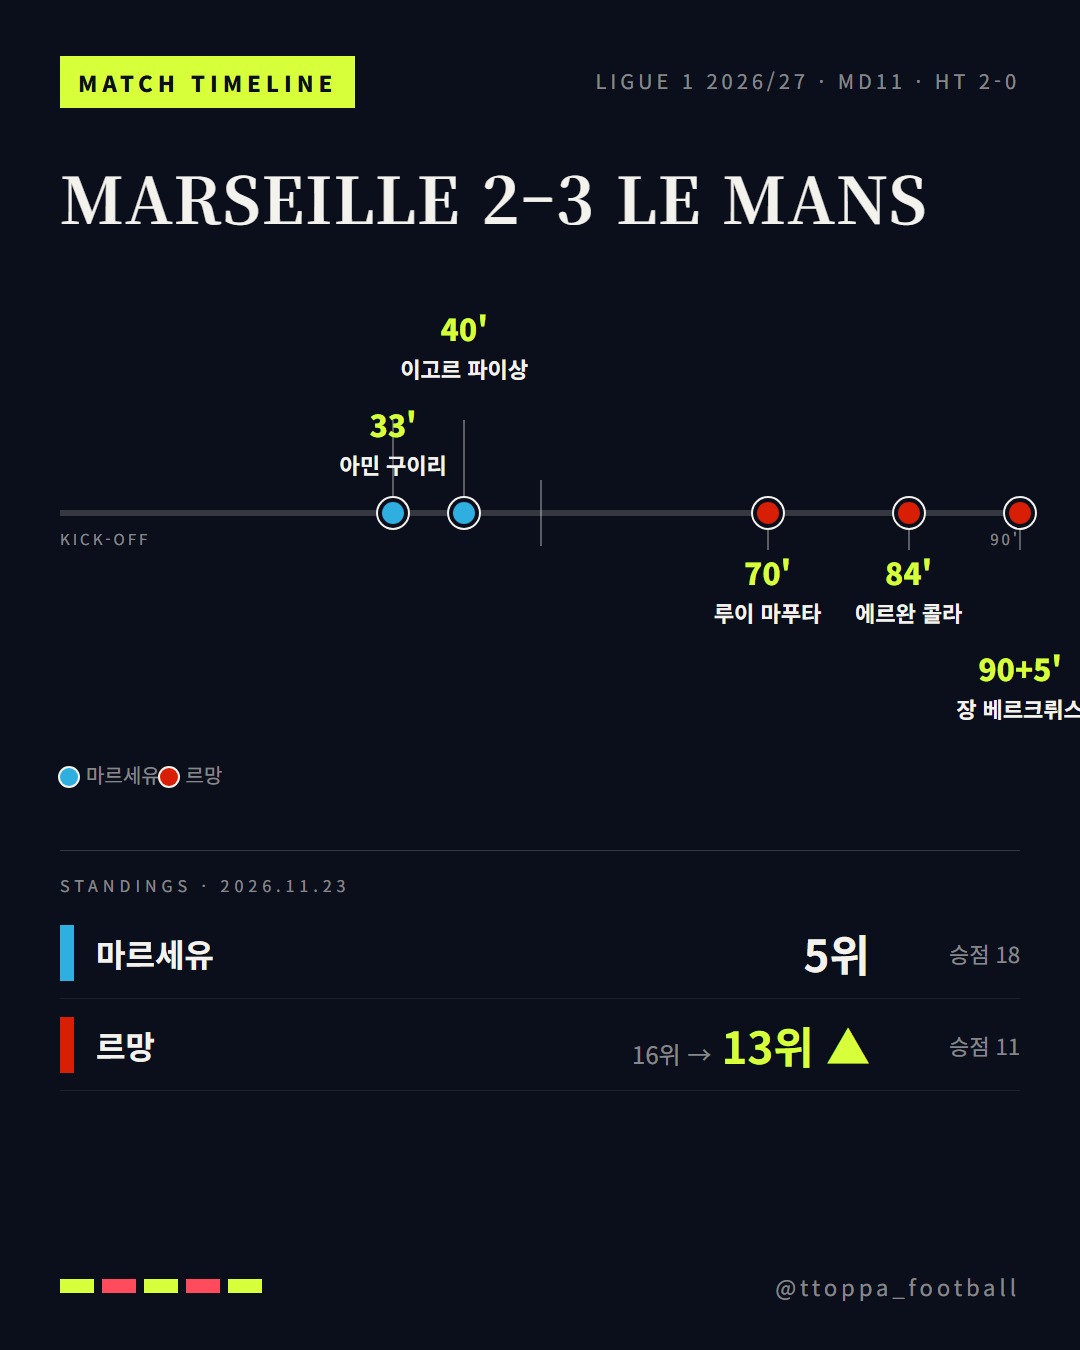 MATCH TIMELINE
LIGUE 1 2026/27 · MD11 · HT 2-0
MARSEILLE 2–3 LE MANS
40'
이고르 파이상
33'
아민 구이리
KICK-OFF
90'
70'
루이 마푸타
84'
에르완 콜라
90+5'
장 베르크뤼스
마르세유
르망
STANDINGS · 2026.11.23
마르세유 5위 승점 18
르망 16위 → 13위 ▲ 승점 11
@ttoppa_football